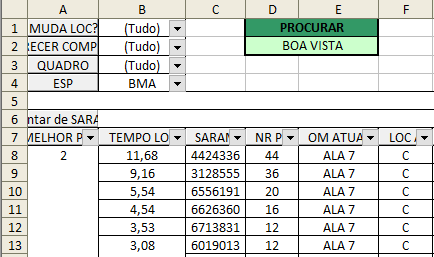 A B C D E F
1 MUDA LOC? (Tudo) PROCURAR
2 RECER COMP (Tudo) BOA VISTA
3 QUADRO (Tudo)
4 ESP BMA
5
6 ntar de SARA
7 MELHOR P TEMPO LO SARAM NR P OM ATUA LOC
8 2 11,68 4424336 44 ALA 7 C
9 9,16 3128555 36 ALA 7 C
10 5,54 6556191 20 ALA 7 C
11 4,54 6626360 16 ALA 7 C
12 3,53 6713831 12 ALA 7 C
13 3,08 6019013 12 ALA 7 C